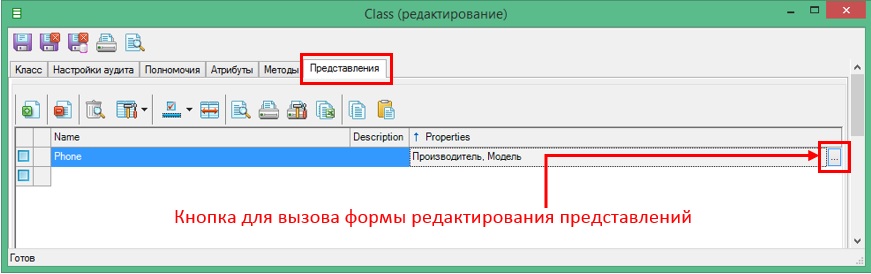 Class (редактирование)
Класс Настройки аудита Полномочия Атрибуты Методы Представления
Name Description ↑ Properties
Phone Производитель, Модель ...
Кнопка для вызова формы редактирования представлений
Готов